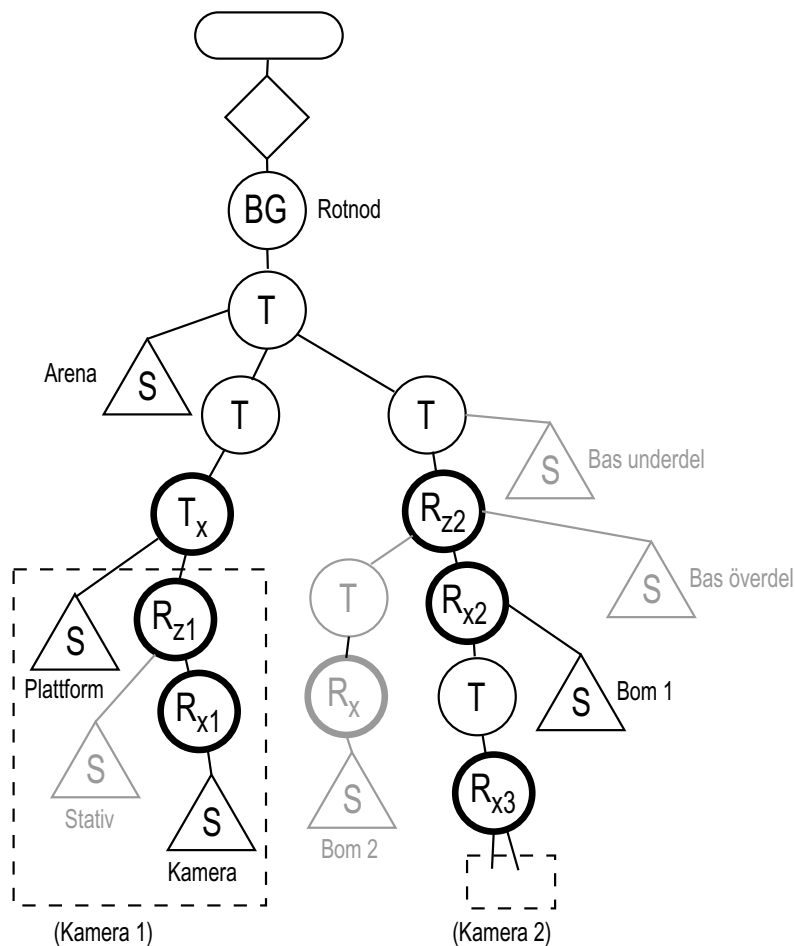 BG Rotnod
T
Arena
S
T
T
S
Bas underdel
Tx
Rz2
S
Bas överdel
T
Rz1
Rx2
S
Plattform
Rx
T
S
Bom 1
Rx1
S
Stativ
Rx3
S
Kamera
S
Bom 2
(Kamera 1)
(Kamera 2)